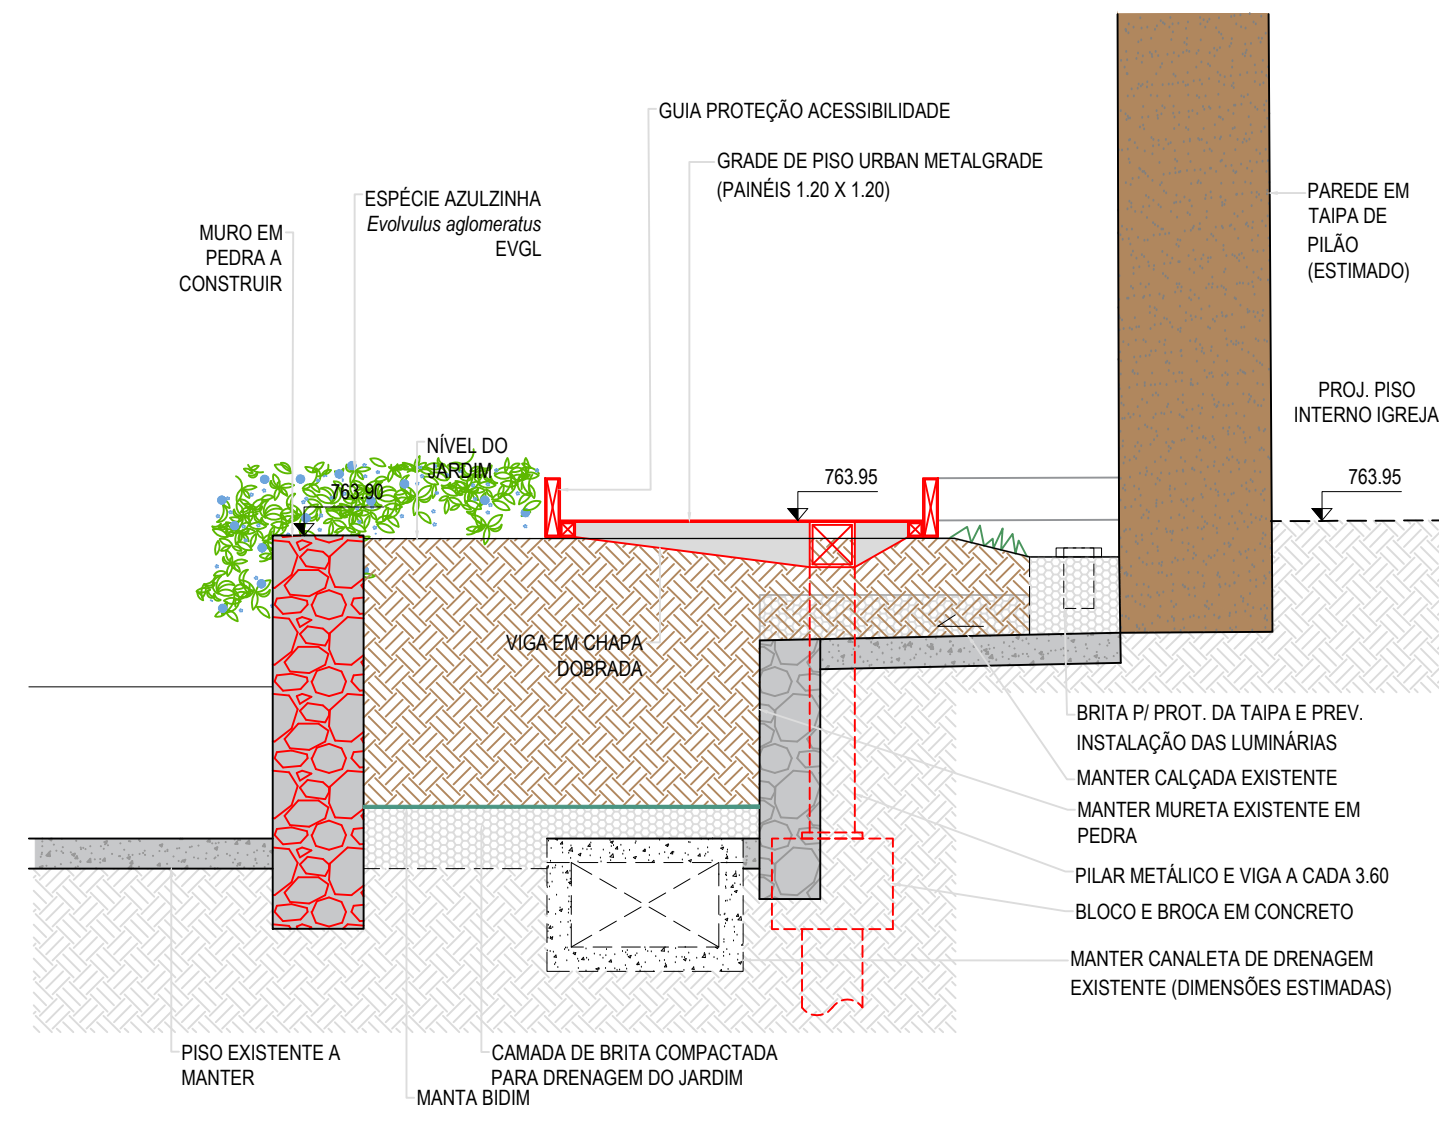 GUIA PROTEÇÃO ACESSIBILIDADE
GRADE DE PISO URBAN METALGRADE
(PAINÉIS 1.20 X 1.20)
ESPÉCIE AZULZINHA
Evolvulus aglomeratus
EVGL
MURO EM
PEDRA A
CONSTRUIR
PAREDE EM
TAIPA DE
PILÃO
(ESTIMADO)
PROJ. PISO
INTERNO IGREJA
NÍVEL DO
JARDIM
763.90
763.95
763.95
VIGA EM CHAPA
DOBRADA
BRITA P/ PROT. DA TAIPA E PREV.
INSTALAÇÃO DAS LUMINÁRIAS
MANTER CALÇADA EXISTENTE
MANTER MURETA EXISTENTE EM
PEDRA
PILAR METÁLICO E VIGA A CADA 3.60
BLOCO E BROCA EM CONCRETO
MANTER CANALETA DE DRENAGEM
EXISTENTE (DIMENSÕES ESTIMADAS)
PISO EXISTENTE A
MANTER
CAMADA DE BRITA COMPACTADA
PARA DRENAGEM DO JARDIM
MANTA BIDIM